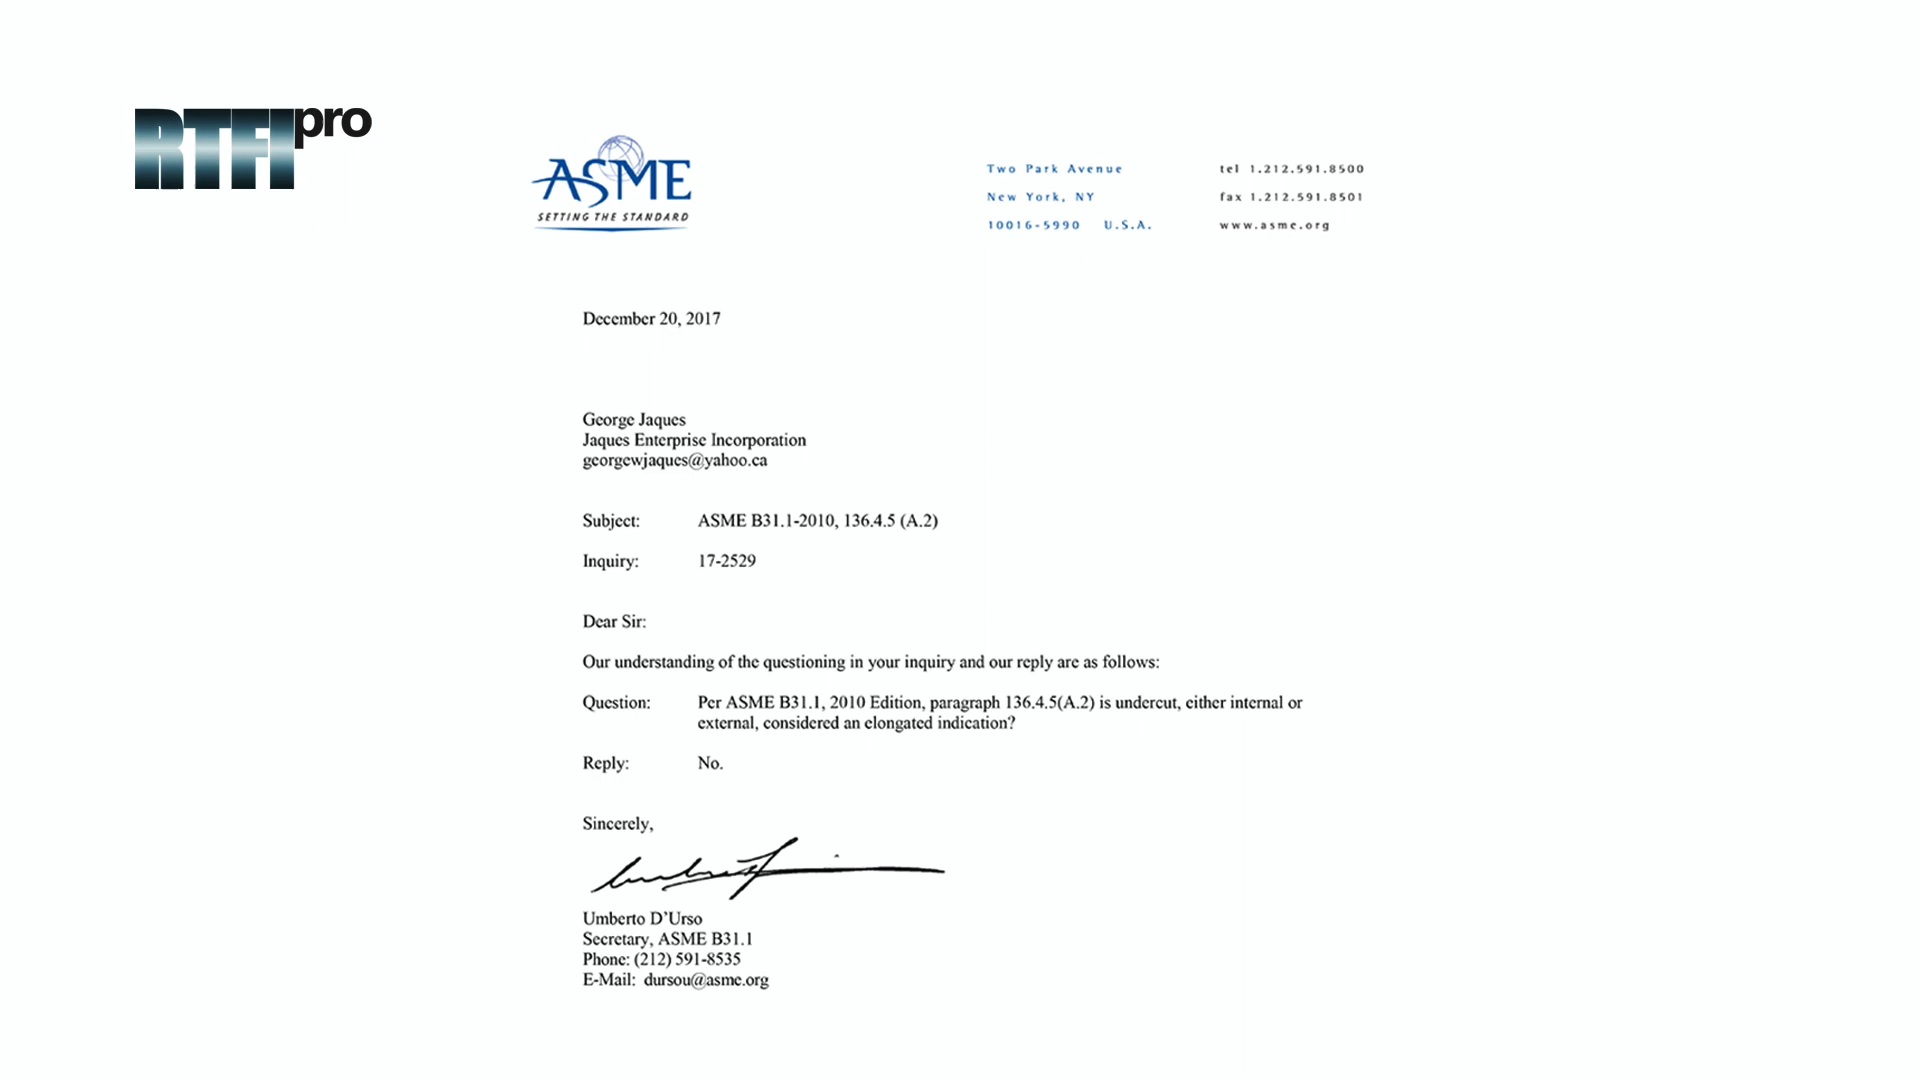 RTFI pro
ASME
SETTING THE STANDARD
Two Park Avenue
New York, NY
10016-5990 U.S.A.
tel 1.212.591.8500
fax 1.212.591.8501
www.asme.org
December 20, 2017
George Jaques
Jaques Enterprise Incorporation
georgewjaques@yahoo.ca
Subject: ASME B31.1-2010, 136.4.5 (A.2)
Inquiry: 17-2529
Dear Sir:
Our understanding of the questioning in your inquiry and our reply are as follows:
Question: Per ASME B31.1, 2010 Edition, paragraph 136.4.5(A.2) is undercut, either internal or
external, considered an elongated indication?
Reply: No.
Sincerely,
Umberto D'Urso
Secretary, ASME B31.1
Phone: (212) 591-8535
E-Mail: dursou@asme.org